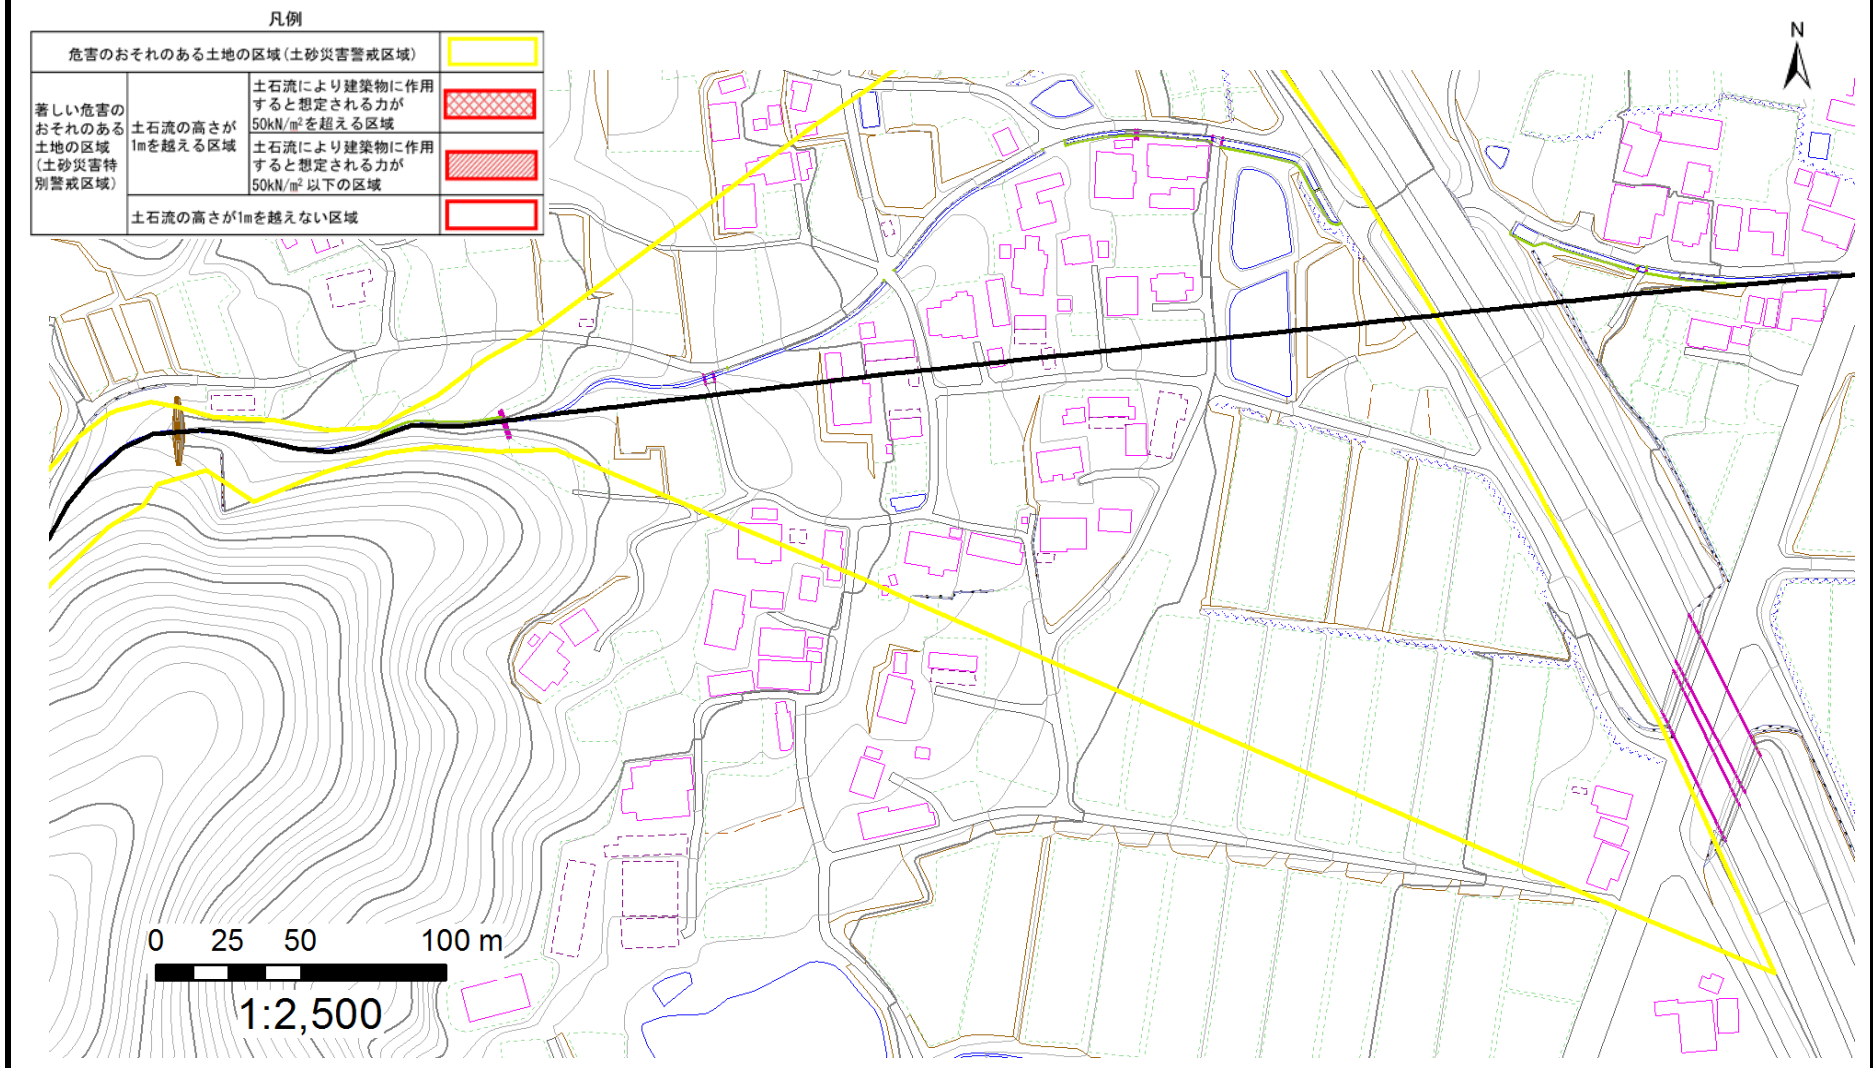 凡例
危害のおそれのある土地の区域(土砂災害警戒区域)
著しい危害の
おそれのある
土地の区域
(土砂災害特
別警戒区域)
土石流の高さが
1mを越える区域
土石流により建築物に作用
すると想定される力が
50kN/m²を超える区域
土石流により建築物に作用
すると想定される力が
50kN/m²以下の区域
土石流の高さが1mを越えない区域
N
0 25 50 100 m
1:2,500